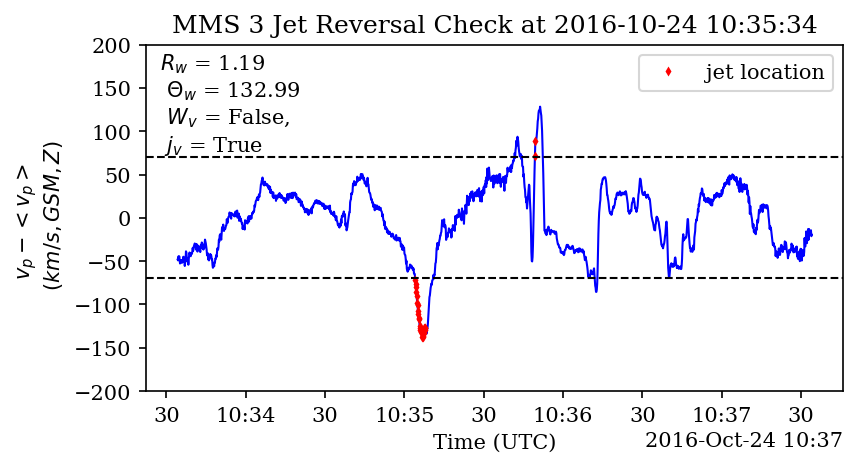 MMS 3 Jet Reversal Check at 2016-10-24 10:35:34
R_w = 1.19
Θ_w = 132.99
W_v = False,
j_v = True
jet location
v_p − < v_p >
(km/s, GSM, Z)
200
150
100
50
0
−50
−100
−150
−200
30 10:34 30 10:35 30 10:36 30 10:37 30
Time (UTC)
2016-Oct-24 10:37